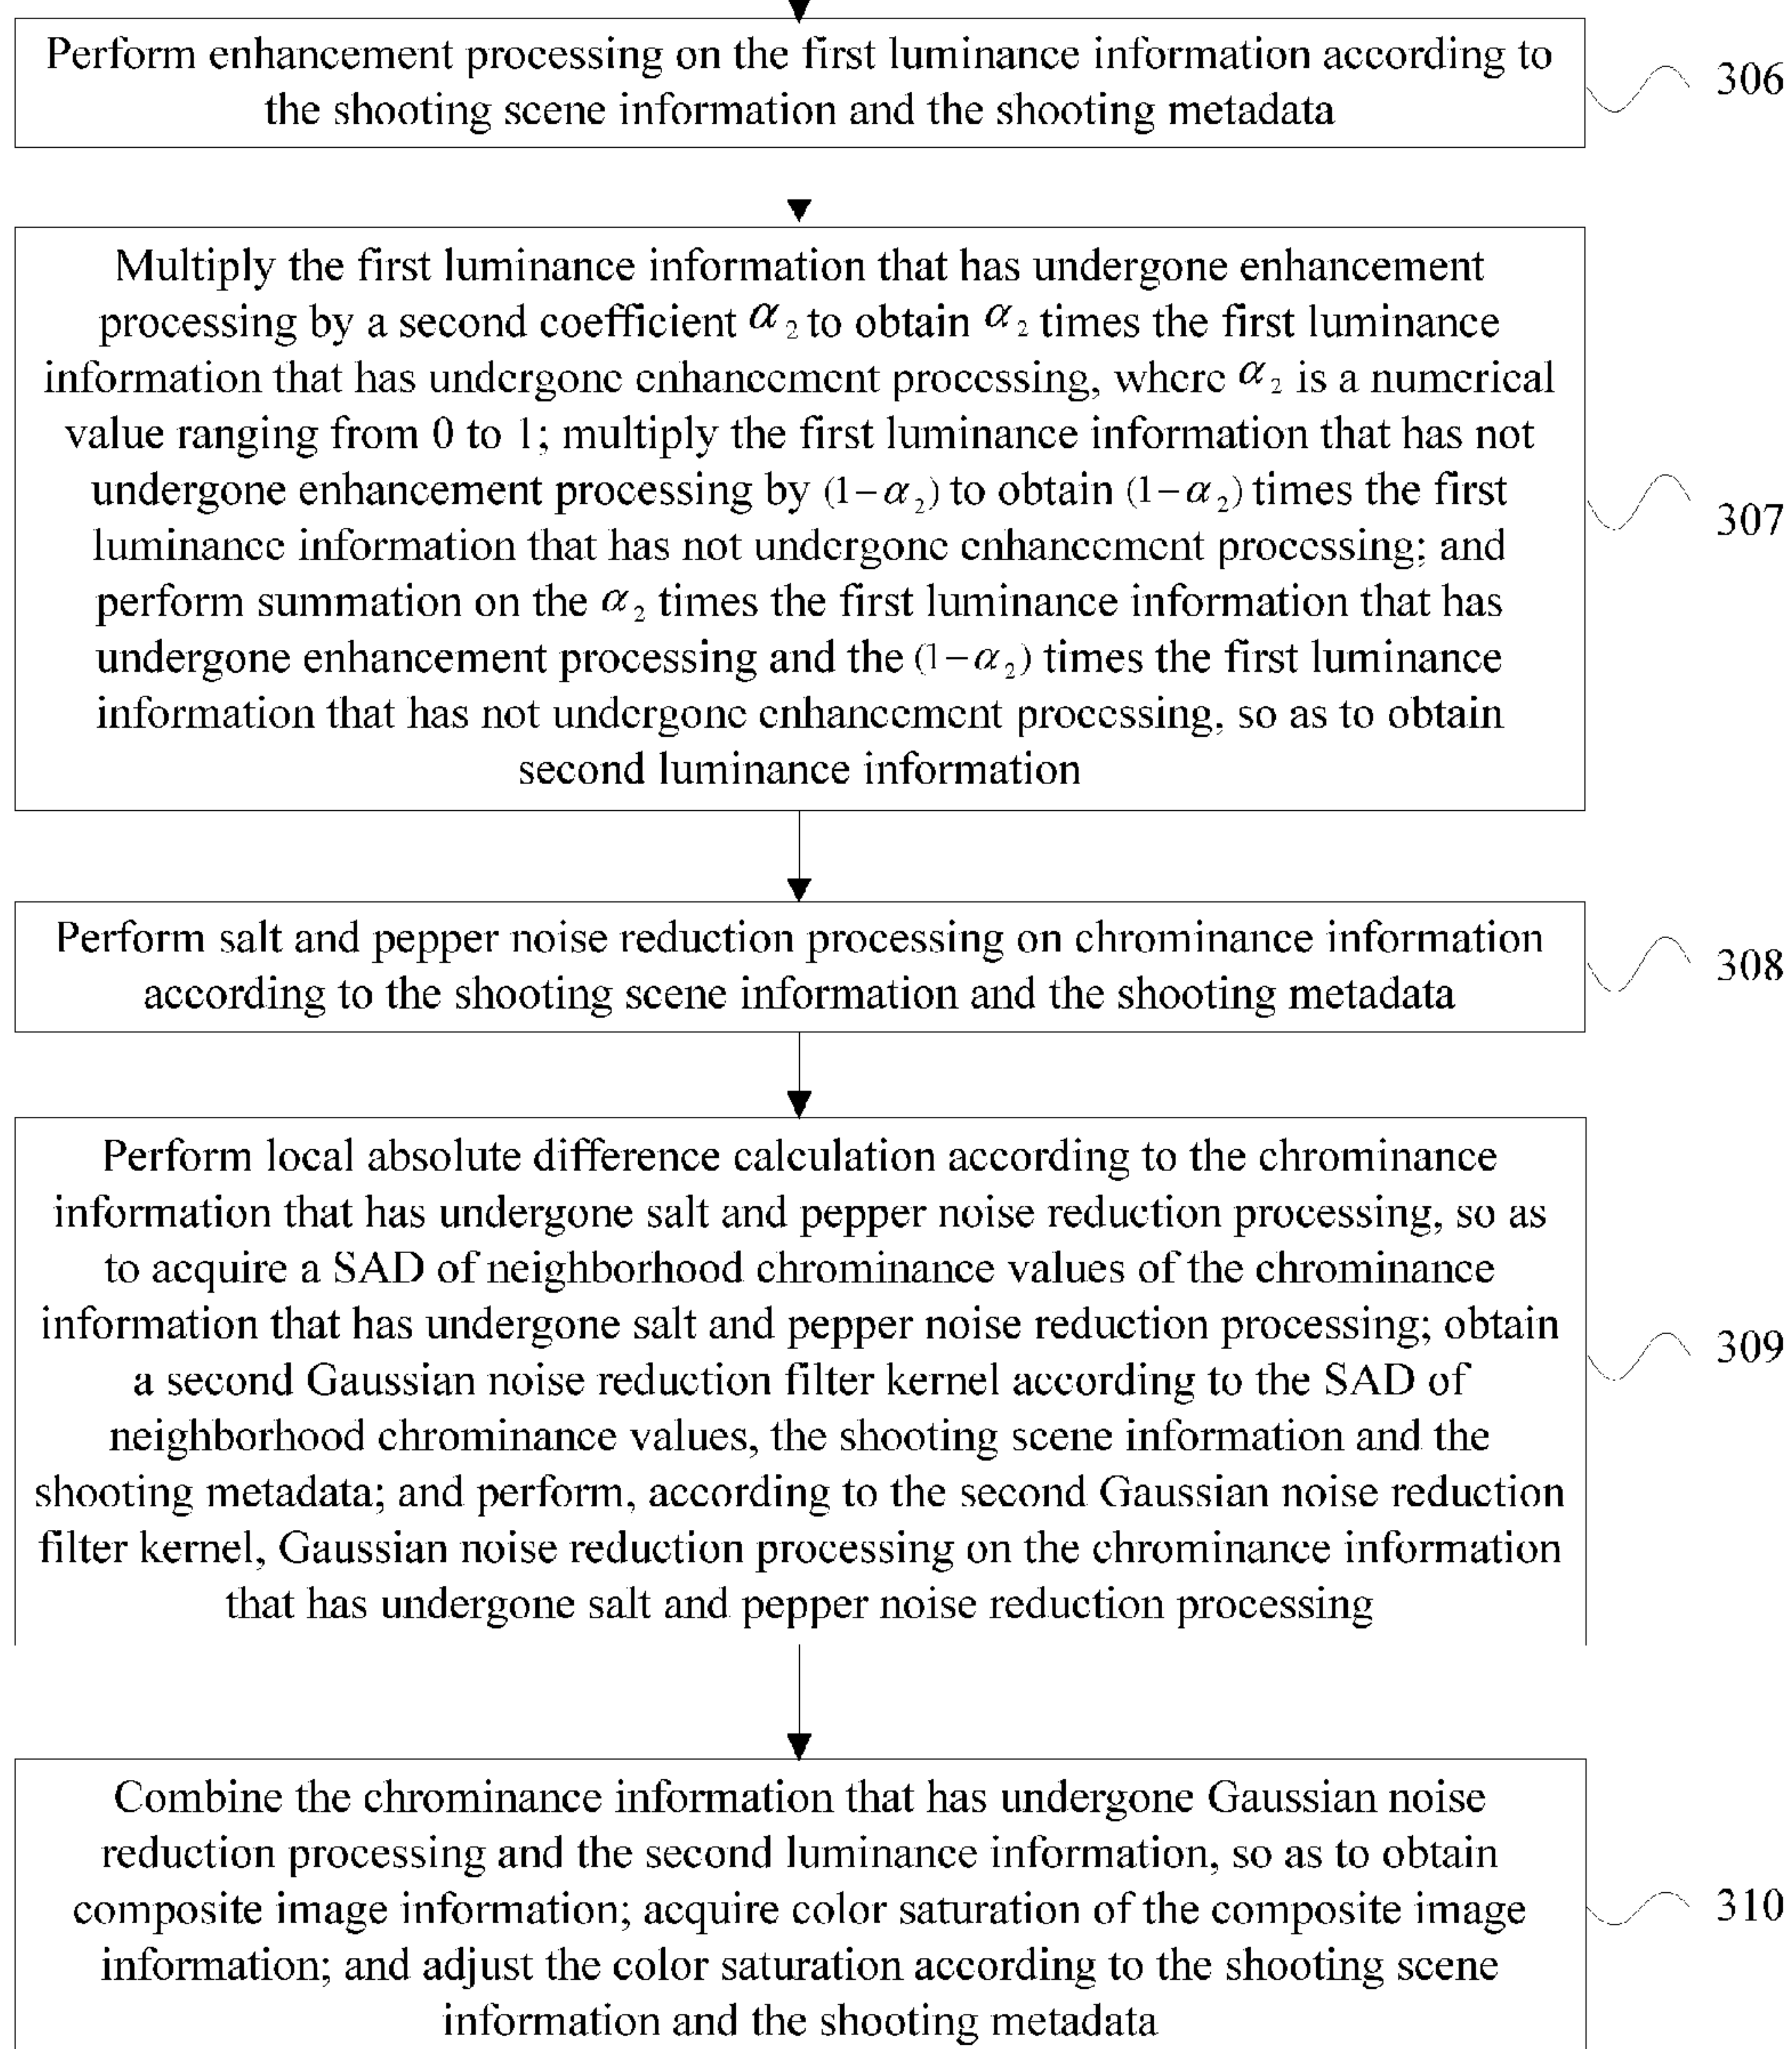 Perform enhancement processing on the first luminance information according to
the shooting scene information and the shooting metadata
306
Multiply the first luminance information that has undergone enhancement
processing by a second coefficient α₂ to obtain α₂ times the first luminance
information that has undergone enhancement processing, where α₂ is a numerical
value ranging from 0 to 1; multiply the first luminance information that has not
undergone enhancement processing by (1−α₂) to obtain (1−α₂) times the first
luminance information that has not undergone enhancement processing; and
perform summation on the α₂ times the first luminance information that has
undergone enhancement processing and the (1−α₂) times the first luminance
information that has not undergone enhancement processing, so as to obtain
second luminance information
307
Perform salt and pepper noise reduction processing on chrominance information
according to the shooting scene information and the shooting metadata
308
Perform local absolute difference calculation according to the chrominance
information that has undergone salt and pepper noise reduction processing, so as
to acquire a SAD of neighborhood chrominance values of the chrominance
information that has undergone salt and pepper noise reduction processing; obtain
a second Gaussian noise reduction filter kernel according to the SAD of
neighborhood chrominance values, the shooting scene information and the
shooting metadata; and perform, according to the second Gaussian noise reduction
filter kernel, Gaussian noise reduction processing on the chrominance information
that has undergone salt and pepper noise reduction processing
309
Combine the chrominance information that has undergone Gaussian noise
reduction processing and the second luminance information, so as to obtain
composite image information; acquire color saturation of the composite image
information; and adjust the color saturation according to the shooting scene
information and the shooting metadata
310